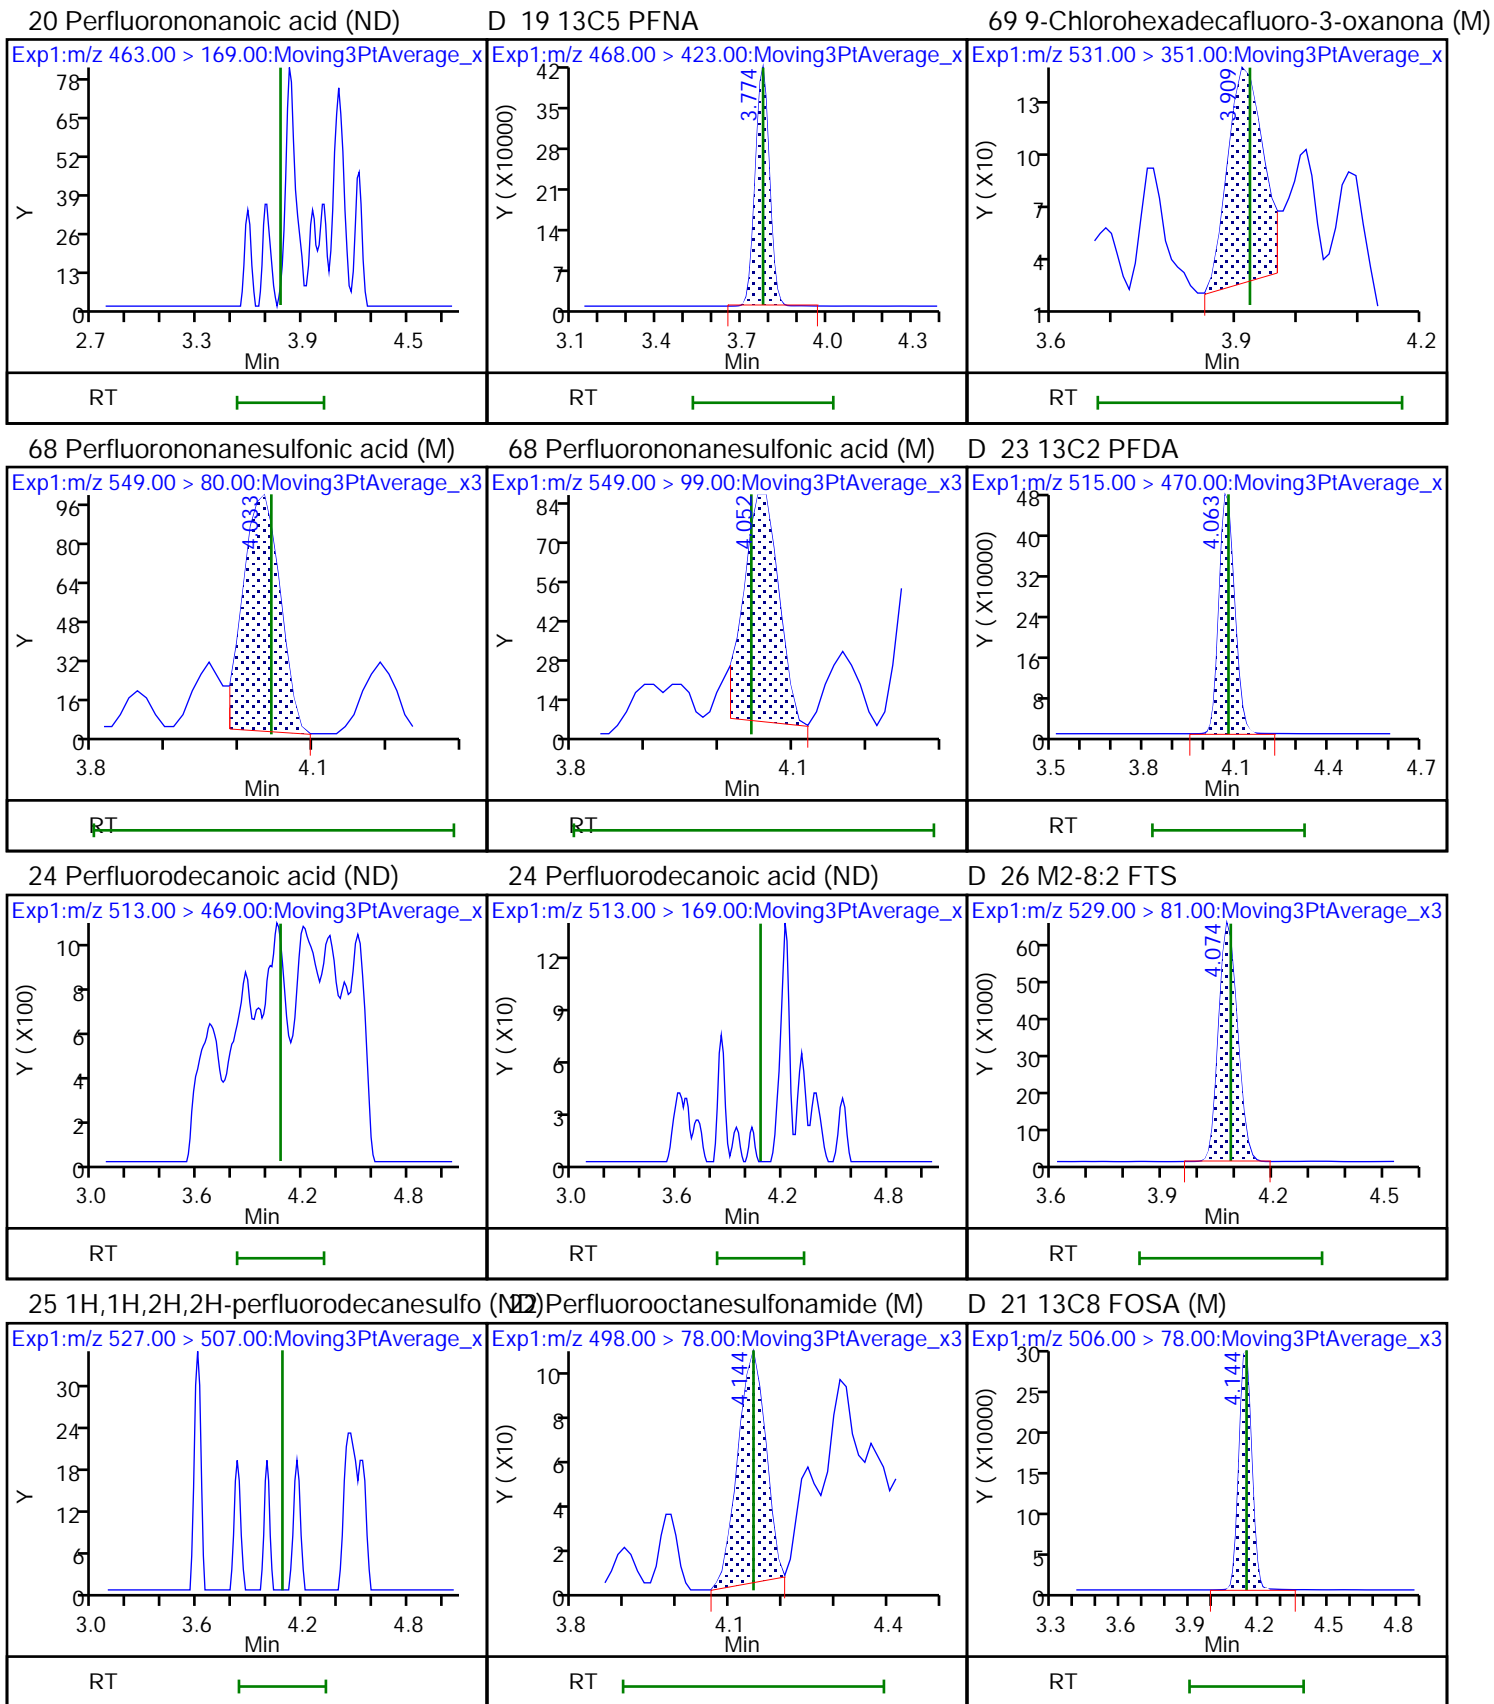 20 Perfluorononanoic acid (ND)
D 19 13C5 PFNA
69 9-Chlorohexadecafluoro-3-oxanona (M)
Exp1:m/z 463.00 > 169.00:Moving3PtAverage_x
78
65
52
39
26
13
0
Y
2.7 3.3 3.9 4.5
Min
RT
Exp1:m/z 468.00 > 423.00:Moving3PtAverage_x
3.774
42
35
28
21
14
7
0
Y ( X10000)
3.1 3.4 3.7 4.0 4.3
Min
RT
Exp1:m/z 531.00 > 351.00:Moving3PtAverage_x
3.909
13
10
7
4
1
Y ( X10)
3.6 3.9 4.2
Min
RT
68 Perfluorononanesulfonic acid (M)
68 Perfluorononanesulfonic acid (M)
D 23 13C2 PFDA
Exp1:m/z 549.00 > 80.00:Moving3PtAverage_x3
4.033
96
80
64
48
32
16
0
Y
3.8 4.1
Min
RT
Exp1:m/z 549.00 > 99.00:Moving3PtAverage_x3
4.052
84
70
56
42
28
14
0
Y
3.8 4.1
Min
RT
Exp1:m/z 515.00 > 470.00:Moving3PtAverage_x
4.063
48
40
32
24
16
8
0
Y ( X10000)
3.5 3.8 4.1 4.4 4.7
Min
RT
24 Perfluorodecanoic acid (ND)
24 Perfluorodecanoic acid (ND)
D 26 M2-8:2 FTS
Exp1:m/z 513.00 > 469.00:Moving3PtAverage_x
10
8
6
4
2
0
Y ( X100)
3.0 3.6 4.2 4.8
Min
RT
Exp1:m/z 513.00 > 169.00:Moving3PtAverage_x
12
9
6
3
0
Y ( X10)
3.0 3.6 4.2 4.8
Min
RT
Exp1:m/z 529.00 > 81.00:Moving3PtAverage_x3
4.074
60
50
40
30
20
10
0
Y ( X1000)
3.6 3.9 4.2 4.5
Min
RT
25 1H,1H,2H,2H-perfluorodecanesulfo (ND)
22 Perfluorooctanesulfonamide (M)
D 21 13C8 FOSA (M)
Exp1:m/z 527.00 > 507.00:Moving3PtAverage_x
30
24
18
12
6
0
Y
3.0 3.6 4.2 4.8
Min
RT
Exp1:m/z 498.00 > 78.00:Moving3PtAverage_x3
4.144
10
8
6
4
2
0
Y ( X10)
3.8 4.1 4.4
Min
RT
Exp1:m/z 506.00 > 78.00:Moving3PtAverage_x3
4.144
30
25
20
15
10
5
0
Y ( X10000)
3.3 3.6 3.9 4.2 4.5 4.8
Min
RT